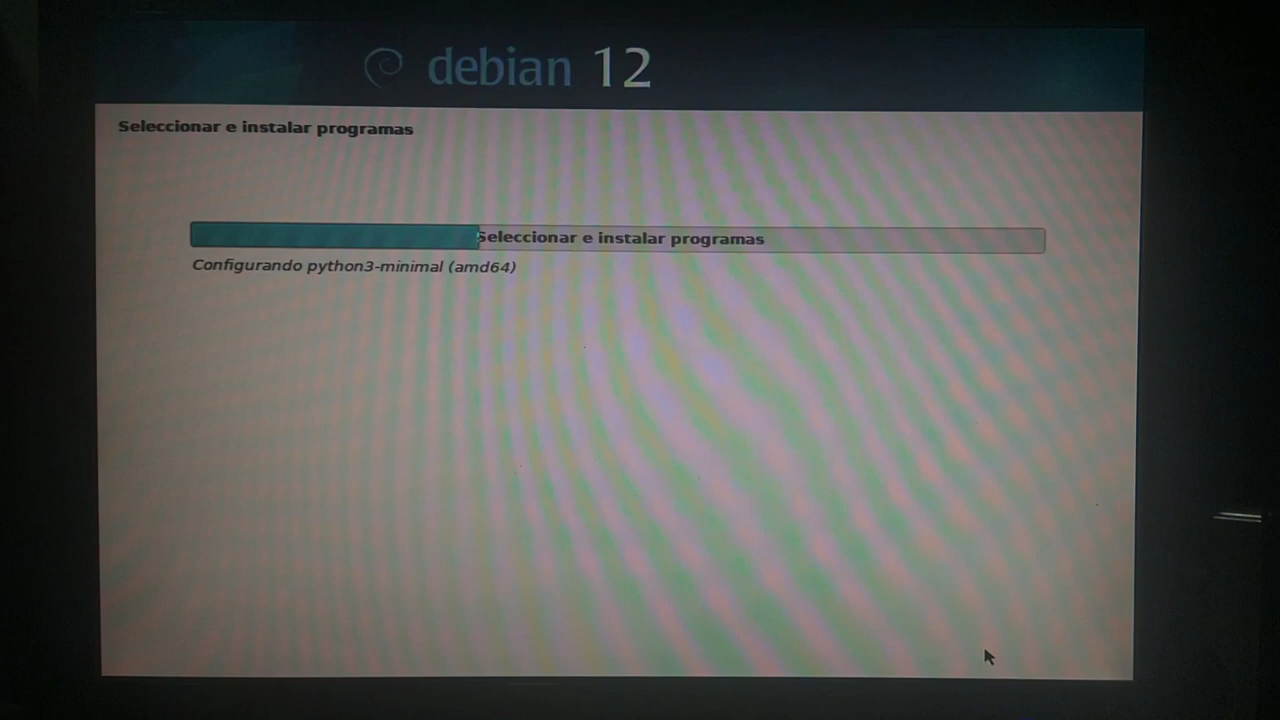 debian 12
Seleccionar e instalar programas
Seleccionar e instalar programas
Configurando python3-minimal (amd64)